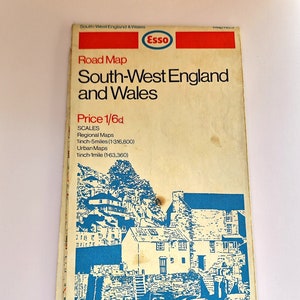 South-West England & Wales
Esso
Road Map
South-West England
and Wales
Price 1/6d
SCALES
Regional Maps
1inch-5miles (1:316,800)
Urban Maps
1inch-1mile (1:63,360)